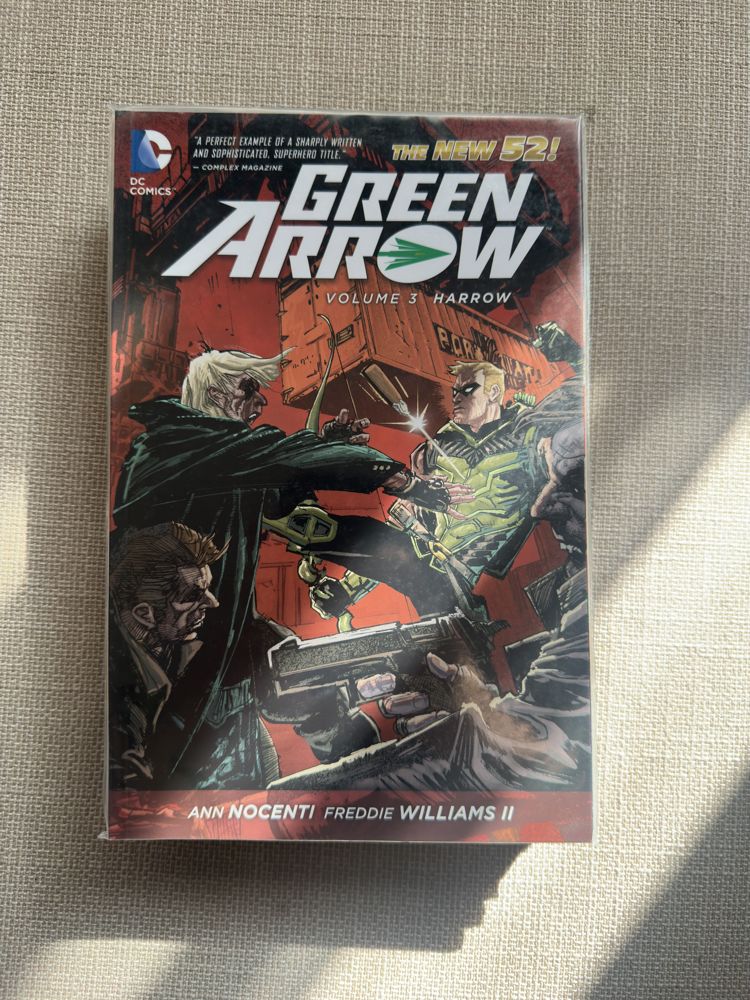 "A PERFECT EXAMPLE OF A SHARPLY WRITTEN
AND SOPHISTICATED, SUPERHERO TITLE."
— COMPLEX MAGAZINE
THE NEW 52!
DC
COMICS™
GREEN
ARROW
VOLUME 3 HARROW
ANN NOCENTI FREDDIE WILLIAMS II